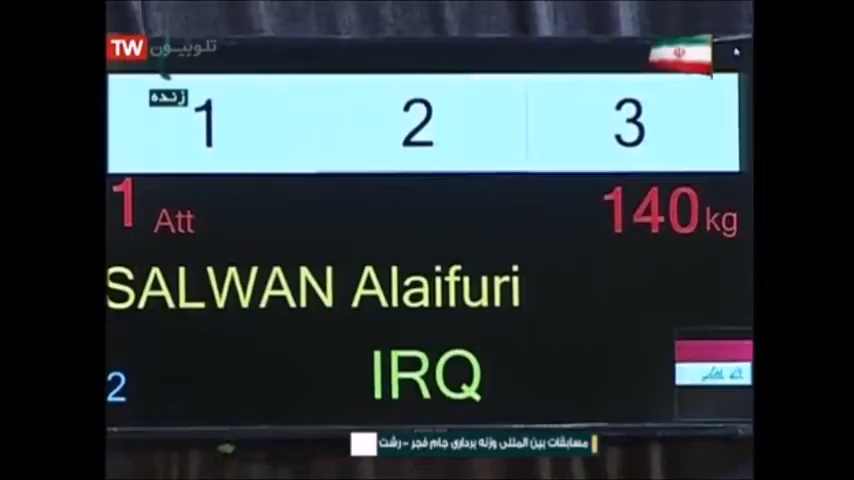 TW تلوبیـون
زنده
1 2 3
1 Att 140 kg
SALWAN Alaifuri
2 IRQ
مسابقات بین المللی وزنه برداری جام فجر - رشت